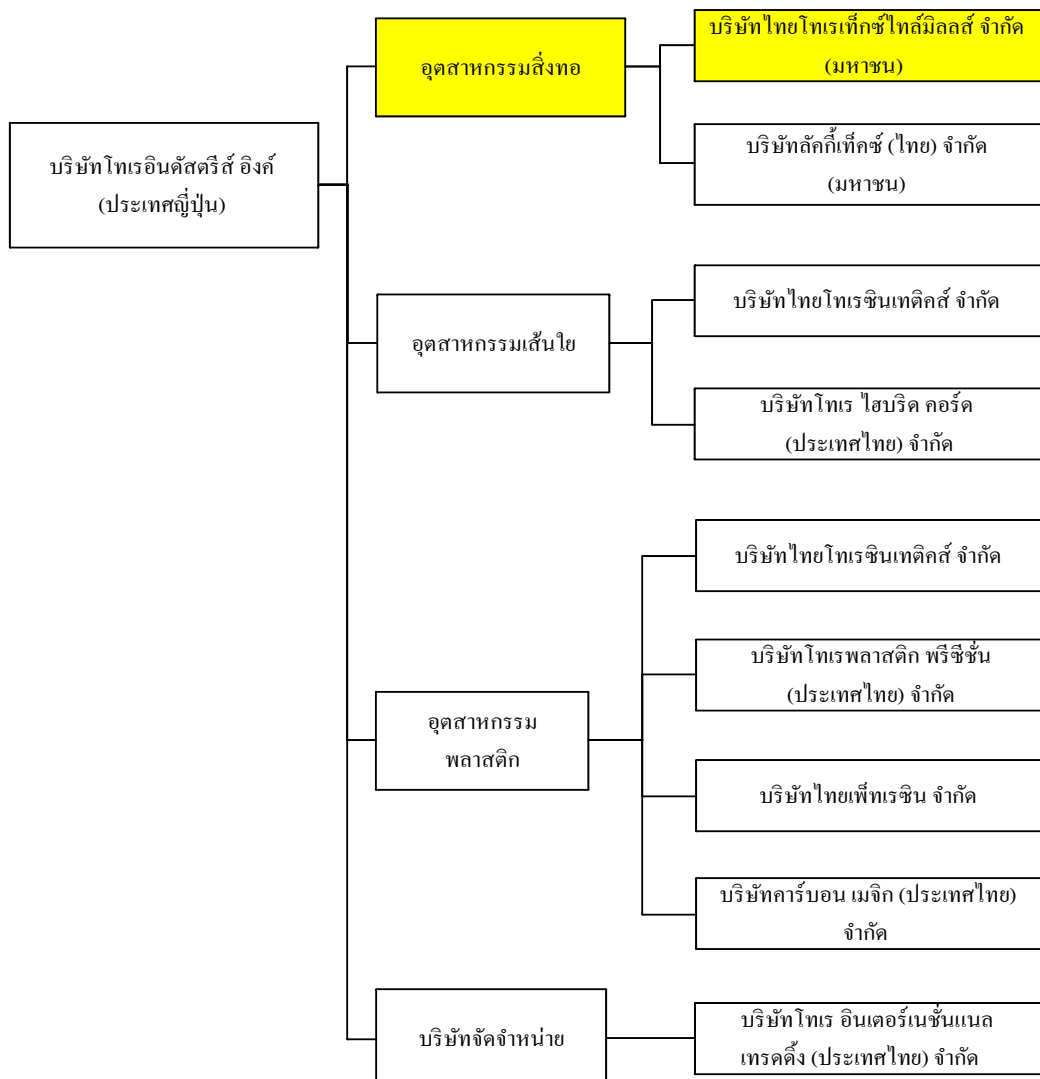 บริษัทโทเรอินดัสตรีส์ อิงค์
(ประเทศญี่ปุ่น)
อุตสาหกรรมสิ่งทอ
บริษัทไทยโทเรเท็กซ์ไทล์มิลลส์ จำกัด
(มหาชน)
บริษัทลัคกี้เท็คซ์ (ไทย) จำกัด
(มหาชน)
อุตสาหกรรมเส้นใย
บริษัทไทยโทเรซินเทติคส์ จำกัด
บริษัทโทเร ไฮบริด คอร์ด
(ประเทศไทย) จำกัด
อุตสาหกรรม
พลาสติก
บริษัทไทยโทเรซินเทติคส์ จำกัด
บริษัทโทเรพลาสติก พรีซีชั่น
(ประเทศไทย) จำกัด
บริษัทไทยเพ็ทเรซิน จำกัด
บริษัทคาร์บอน เมจิก (ประเทศไทย)
จำกัด
บริษัทจัดจำหน่าย
บริษัทโทเร อินเตอร์เนชั่นแนล
เทรดดิ้ง (ประเทศไทย) จำกัด